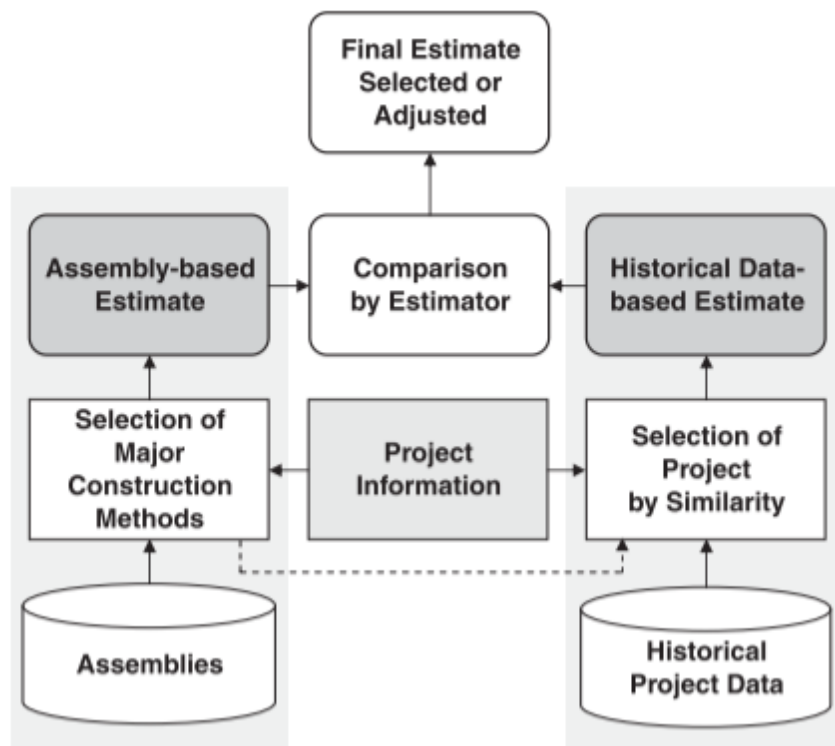 Final Estimate
Selected or
Adjusted
Assembly-based
Estimate
Comparison
by Estimator
Historical Data-
based Estimate
Selection of
Major
Construction
Methods
Project
Information
Selection of
Project
by Similarity
Assemblies
Historical
Project Data